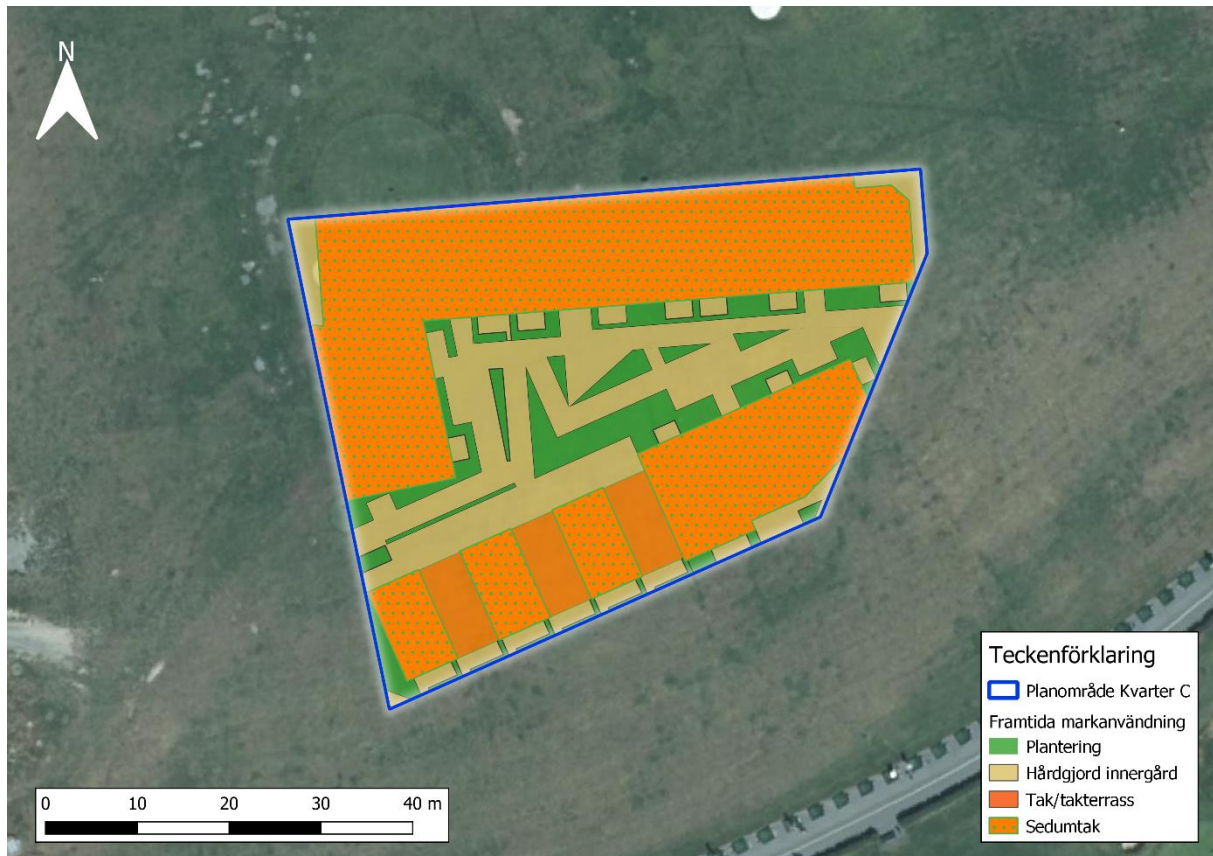 N
Teckenförklaring
Planområde Kvarter C
Framtida markanvändning
Plantering
Hårdgjord innergård
Tak/takterrass
Sedumtak
0 10 20 30 40 m